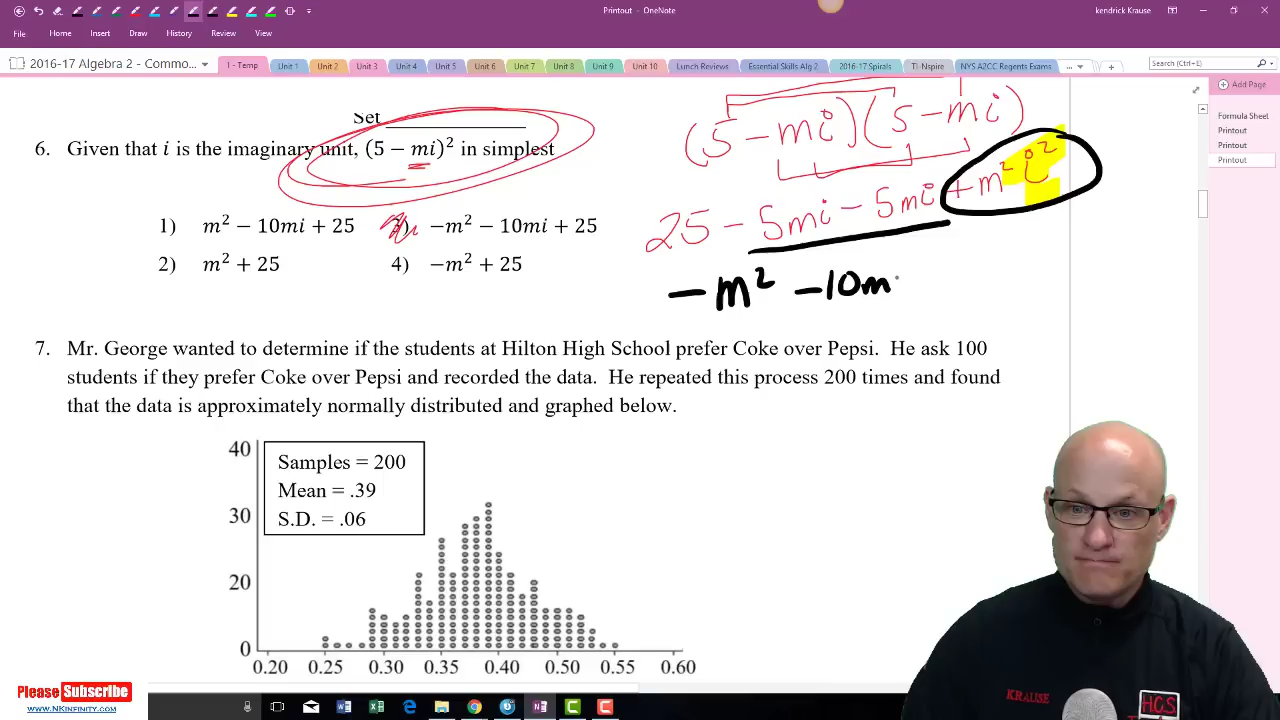 Printout - OneNote
kendrick Krause
File Home Insert Draw History Review View
2016-17 Algebra 2 - Commo...
I - Temp Unit 1 Unit 2 Unit 3 Unit 4 Unit 5 Unit 6 Unit 7 Unit 8 Unit 9 Unit 10 Lunch Reviews Essential Skills Alg 2 2016-17 Spirals TI-Nspire NYS A2CC Regents Exams ...
Search (Ctrl+E)
Add Page
Formula Sheet
Printout
Printout
Printout
Set
6. Given that i is the imaginary unit, (5 − mi)² in simplest
1) m² − 10mi + 25
−m² − 10mi + 25
2) m² + 25
4) −m² + 25
(5 − mi)(5 − mi)
25 − 5mi − 5mi + m² i²
− m² − 10m
7. Mr. George wanted to determine if the students at Hilton High School prefer Coke over Pepsi. He ask 100
students if they prefer Coke over Pepsi and recorded the data. He repeated this process 200 times and found
that the data is approximately normally distributed and graphed below.
40
30
20
0
Samples = 200
Mean = .39
S.D. = .06
0.20 0.25 0.30 0.35 0.40 0.50 0.55 0.60
Please Subscribe
www.NKinfinity.com
KRAUSE
HCS